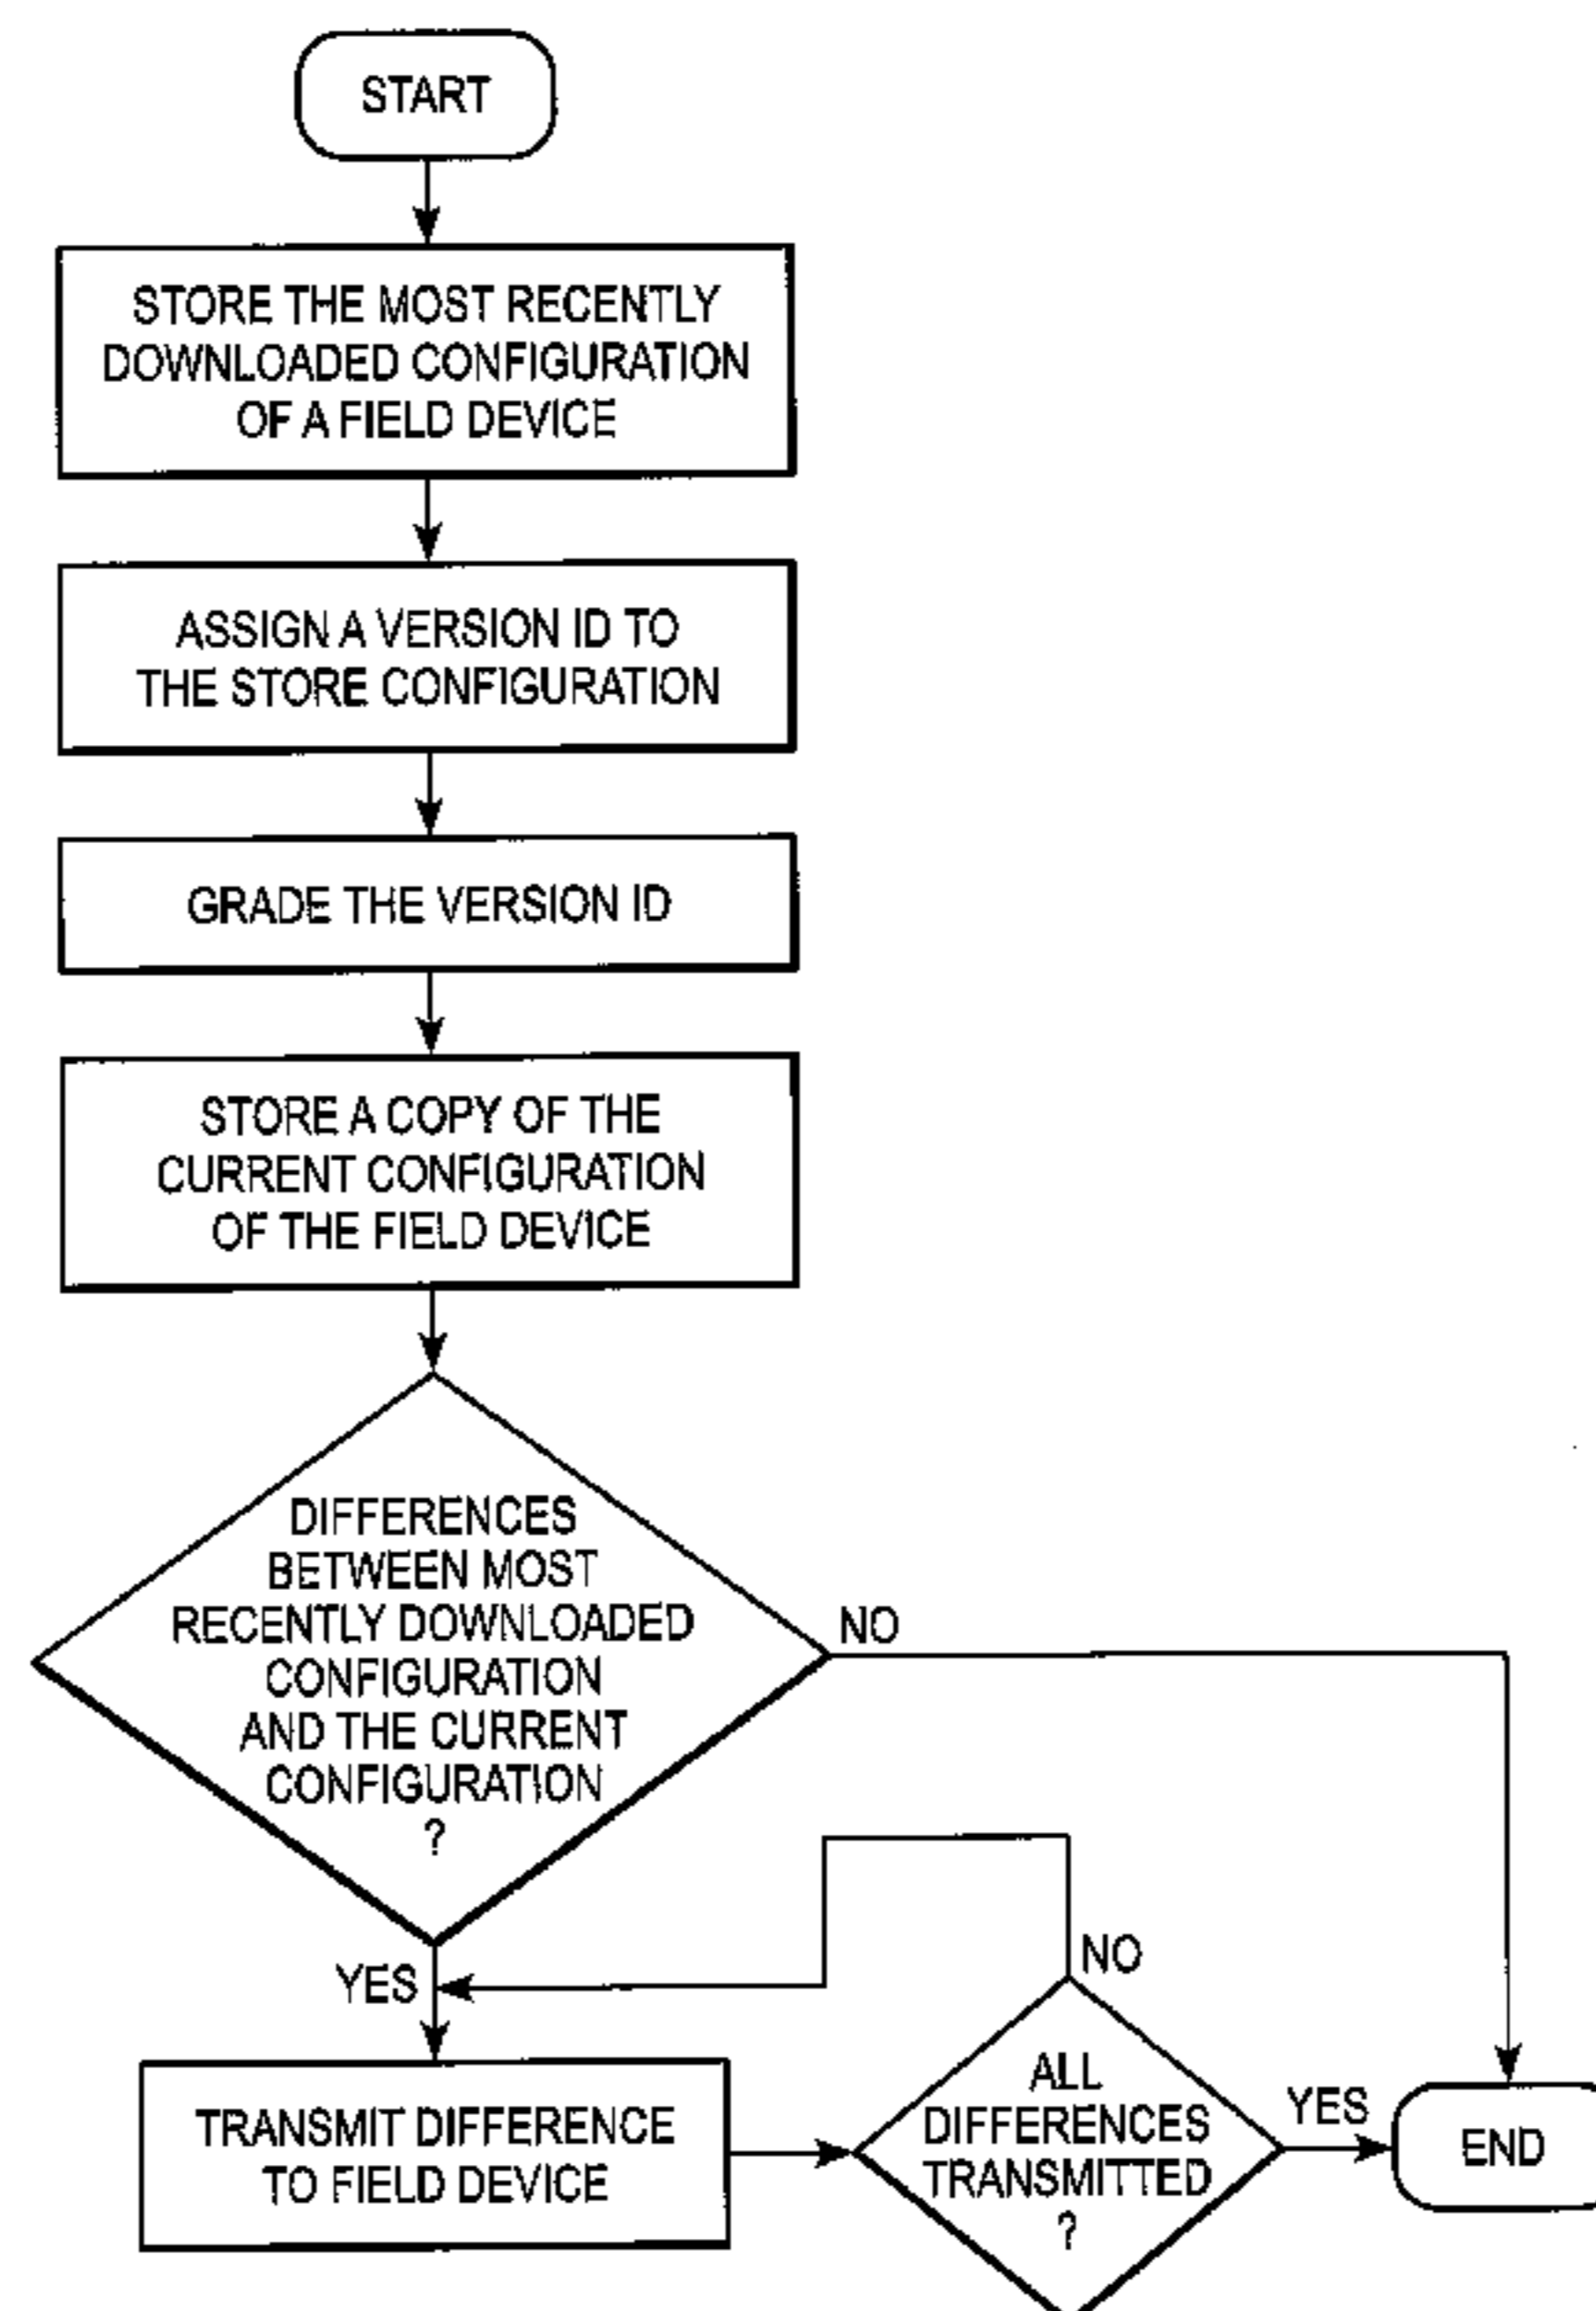 START
STORE THE MOST RECENTLY
DOWNLOADED CONFIGURATION
OF A FIELD DEVICE
ASSIGN A VERSION ID TO
THE STORE CONFIGURATION
GRADE THE VERSION ID
STORE A COPY OF THE
CURRENT CONFIGURATION
OF THE FIELD DEVICE
DIFFERENCES
BETWEEN MOST
RECENTLY DOWNLOADED
CONFIGURATION
AND THE CURRENT
CONFIGURATION
?
NO
YES
TRANSMIT DIFFERENCE
TO FIELD DEVICE
NO
ALL
DIFFERENCES
TRANSMITTED
?
YES
END